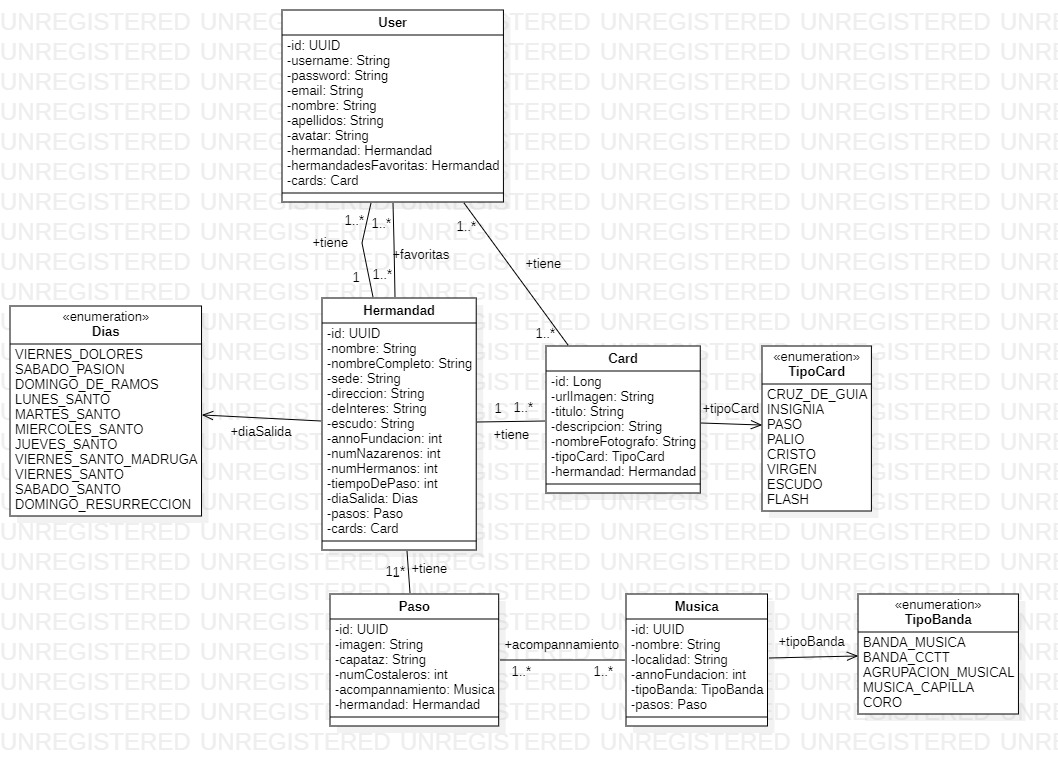 User
-id: UUID
-username: String
-password: String
-email: String
-nombre: String
-apellidos: String
-avatar: String
-hermandad: Hermandad
-hermandadesFavoritas: Hermandad
-cards: Card
1..*
1..*
1..*
+tiene
+favoritas
+tiene
1
1..*
1..*
«enumeration»
Dias
VIERNES_DOLORES
SABADO_PASION
DOMINGO_DE_RAMOS
LUNES_SANTO
MARTES_SANTO
MIERCOLES_SANTO
JUEVES_SANTO
VIERNES_SANTO_MADRUGA
VIERNES_SANTO
SABADO_SANTO
DOMINGO_RESURRECCION
+diaSalida
Hermandad
-id: UUID
-nombre: String
-nombreCompleto: String
-sede: String
-direccion: String
-deInteres: String
-escudo: String
-annoFundacion: int
-numNazarenos: int
-numHermanos: int
-tiempoDePaso: int
-diaSalida: Dias
-pasos: Paso
-cards: Card
1
1..*
+tiene
Card
-id: Long
-urlImagen: String
-titulo: String
-descripcion: String
-nombreFotografo: String
-tipoCard: TipoCard
-hermandad: Hermandad
+tipoCard
«enumeration»
TipoCard
CRUZ_DE_GUIA
INSIGNIA
PASO
PALIO
CRISTO
VIRGEN
ESCUDO
FLASH
11*
+tiene
Paso
-id: UUID
-imagen: String
-capataz: String
-numCostaleros: int
-acompannamiento: Musica
-hermandad: Hermandad
+acompannamiento
1..*
1..*
Musica
-id: UUID
-nombre: String
-localidad: String
-annoFundacion: int
-tipoBanda: TipoBanda
-pasos: Paso
+tipoBanda
«enumeration»
TipoBanda
BANDA_MUSICA
BANDA_CCTT
AGRUPACION_MUSICAL
MUSICA_CAPILLA
CORO
UNREGISTERED